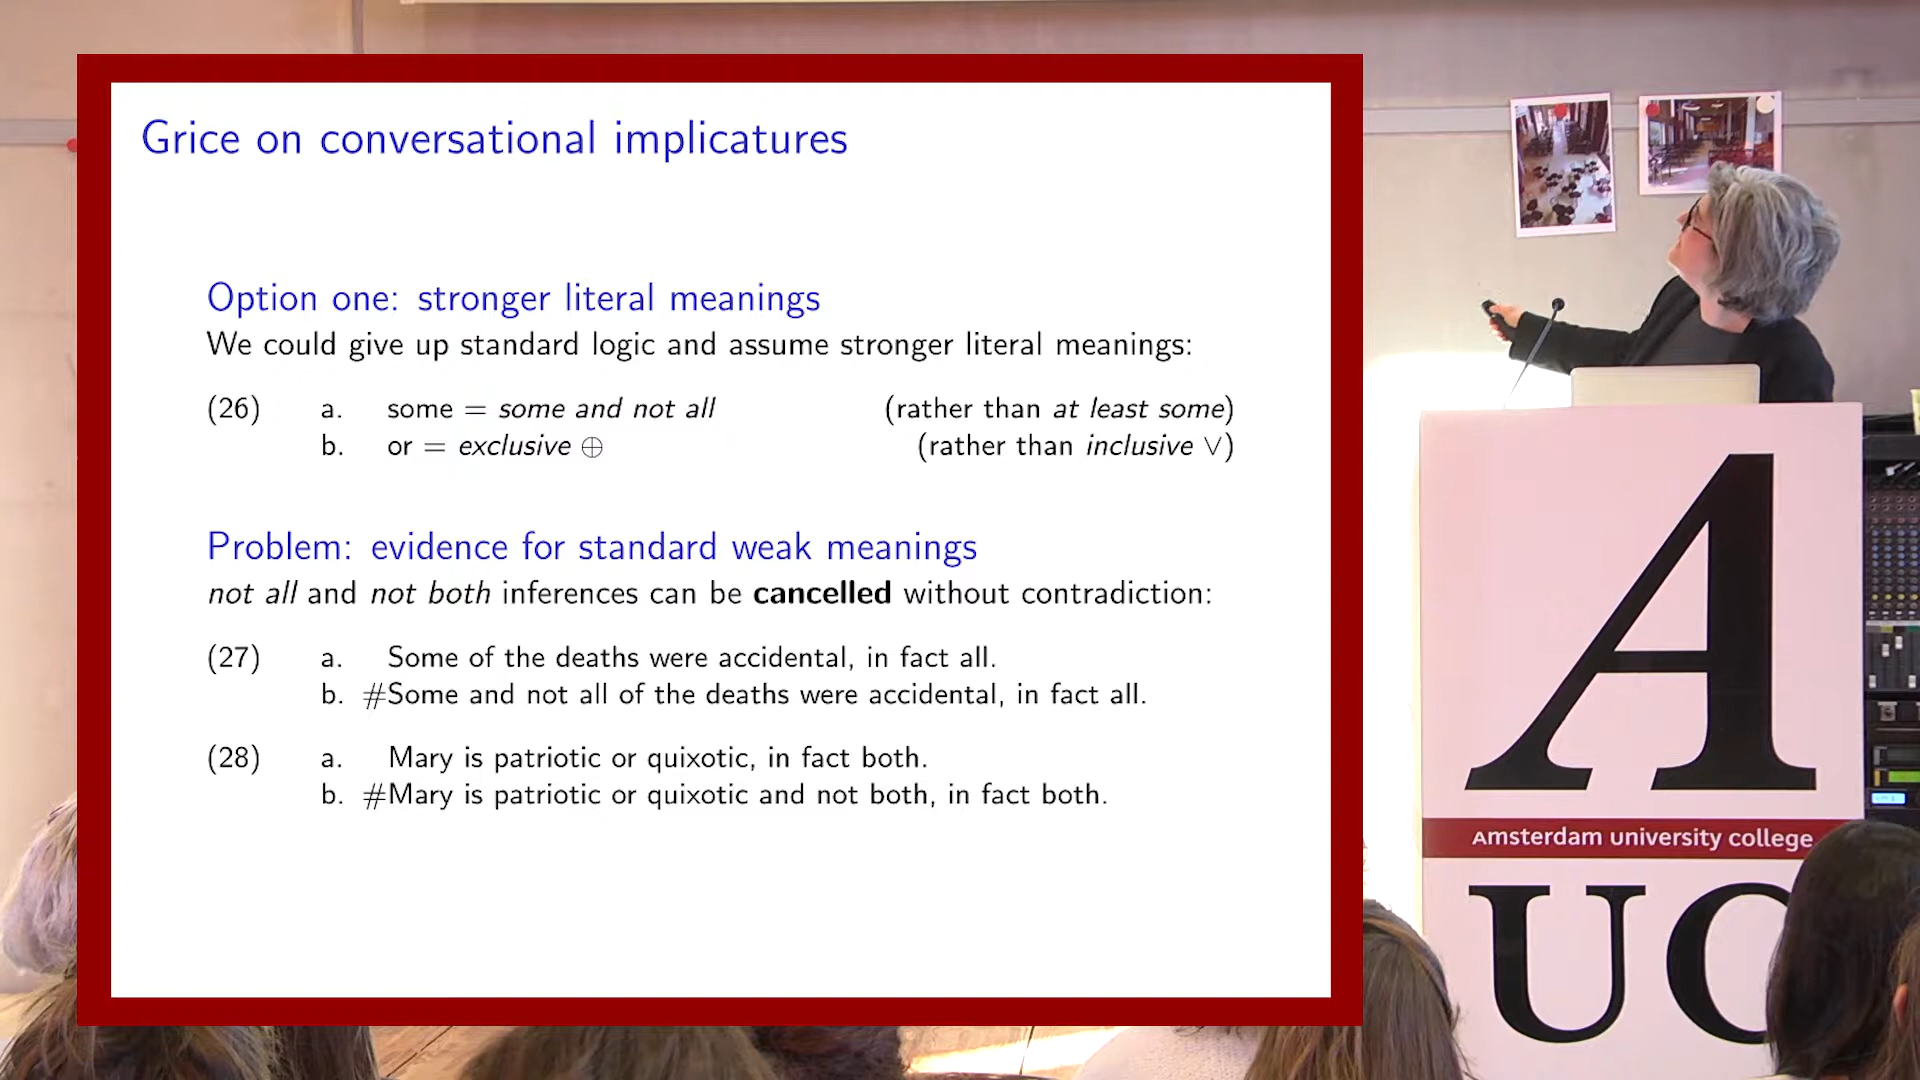 Grice on conversational implicatures
Option one: stronger literal meanings
We could give up standard logic and assume stronger literal meanings:
(26) a. some = some and not all (rather than at least some)
b. or = exclusive ⊕ (rather than inclusive ∨)
Problem: evidence for standard weak meanings
not all and not both inferences can be cancelled without contradiction:
(27) a. Some of the deaths were accidental, in fact all.
b. #Some and not all of the deaths were accidental, in fact all.
(28) a. Mary is patriotic or quixotic, in fact both.
b. #Mary is patriotic or quixotic and not both, in fact both.
A
Amsterdam university college
UC